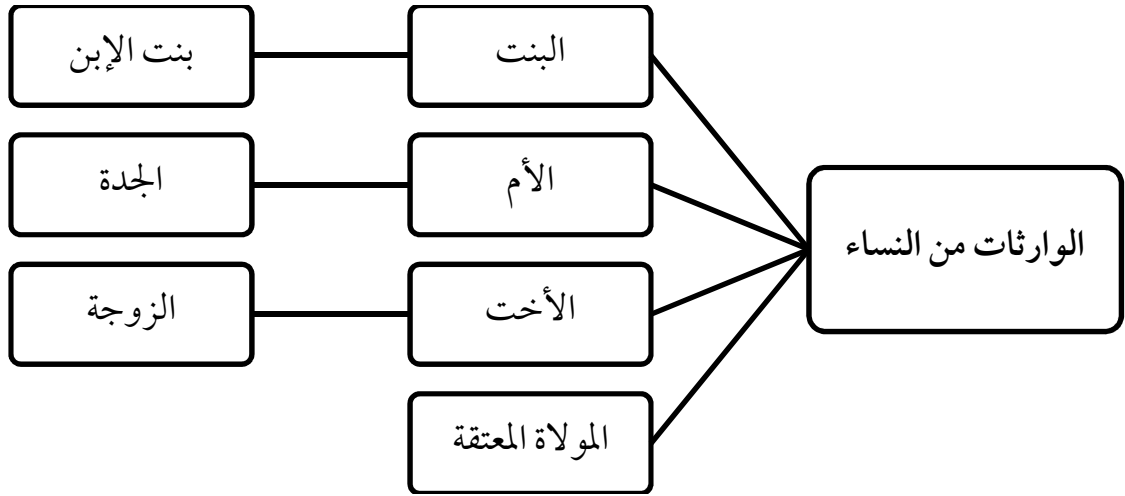 الوارثات من النساء
البنت
بنت الإبن
الأم
الجدة
الأخت
الزوجة
المولاة المعتقة